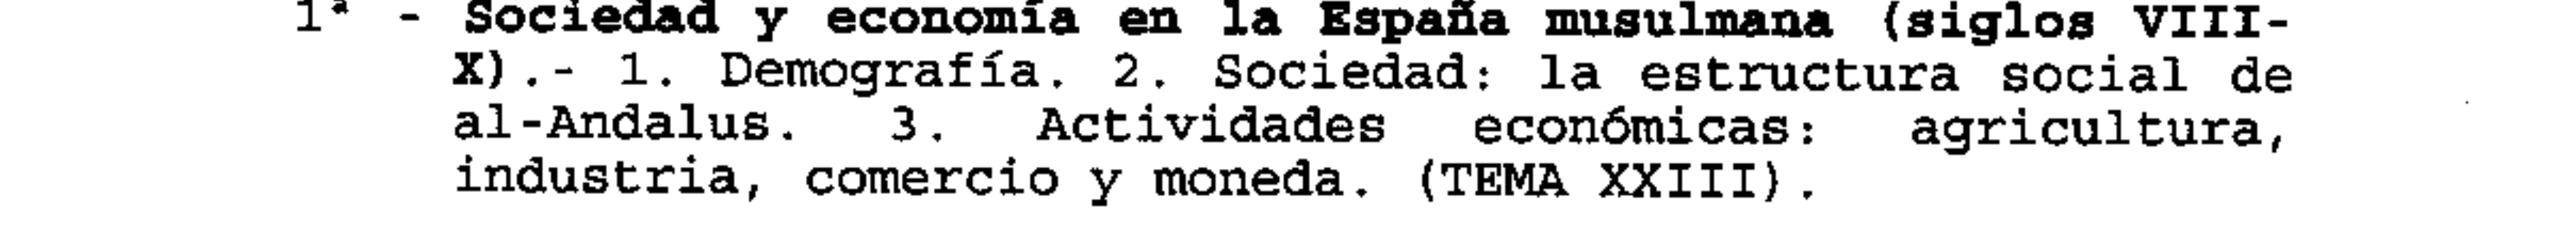 1ª - Sociedad y economía en la España musulmana (siglos VIII-
X).- 1. Demografía. 2. Sociedad: la estructura social de
al-Andalus. 3. Actividades económicas: agricultura,
industria, comercio y moneda. (TEMA XXIII).